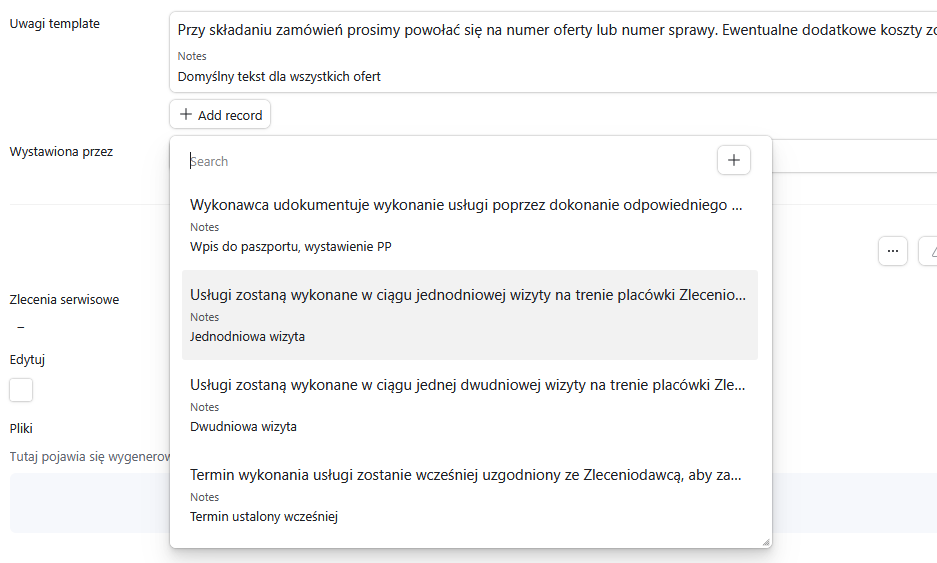 Uwagi template
Przy składaniu zamówień prosimy powołać się na numer oferty lub numer sprawy. Ewentualne dodatkowe koszty
Notes
Domyślny tekst dla wszystkich ofert
+ Add record
Wystawiona przez
Search
+
Wykonawca udokumentuje wykonanie usługi poprzez dokonanie odpowiedniego ...
Notes
Wpis do paszportu, wystawienie PP
...
Usługi zostaną wykonane w ciągu jednodniowej wizyty na trenie placówki Zlecenio...
Notes
Jednodniowa wizyta
Zlecenia serwisowe
–
Edytuj
Usługi zostaną wykonane w ciągu jednej dwudniowej wizyty na trenie placówki Zle...
Notes
Dwudniowa wizyta
Pliki
Tutaj pojawia się
Termin wykonania usługi zostanie wcześniej uzgodniony ze Zleceniodawcą, aby za...
Notes
Termin ustalony wcześniej